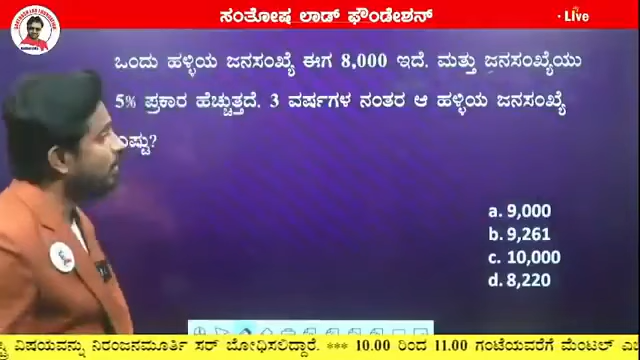 ಸಂತೋಷ ಲಾಡ್ ಫೌಂಡೇಶನ್
Live
ಒಂದು ಹಳ್ಳಿಯ ಜನಸಂಖ್ಯೆ ಈಗ 8,000 ಇದೆ. ಮತ್ತು ಜನಸಂಖ್ಯೆಯು
5% ಪ್ರಕಾರ ಹೆಚ್ಚುತ್ತದೆ. 3 ವರ್ಷಗಳ ನಂತರ ಆ ಹಳ್ಳಿಯ ಜನಸಂಖ್ಯೆ
ಎಷ್ಟು?
a. 9,000
b. 9,261
c. 10,000
d. 8,220
ವಿಷಯವನ್ನು ನಿರಂಜನಮೂರ್ತಿ ಸರ್ ಬೋಧಿಸಲಿದ್ದಾರೆ. *** 10.00 ರಿಂದ 11.00 ಗಂಟೆಯವರೆಗೆ ಮೆಂಟಲ್